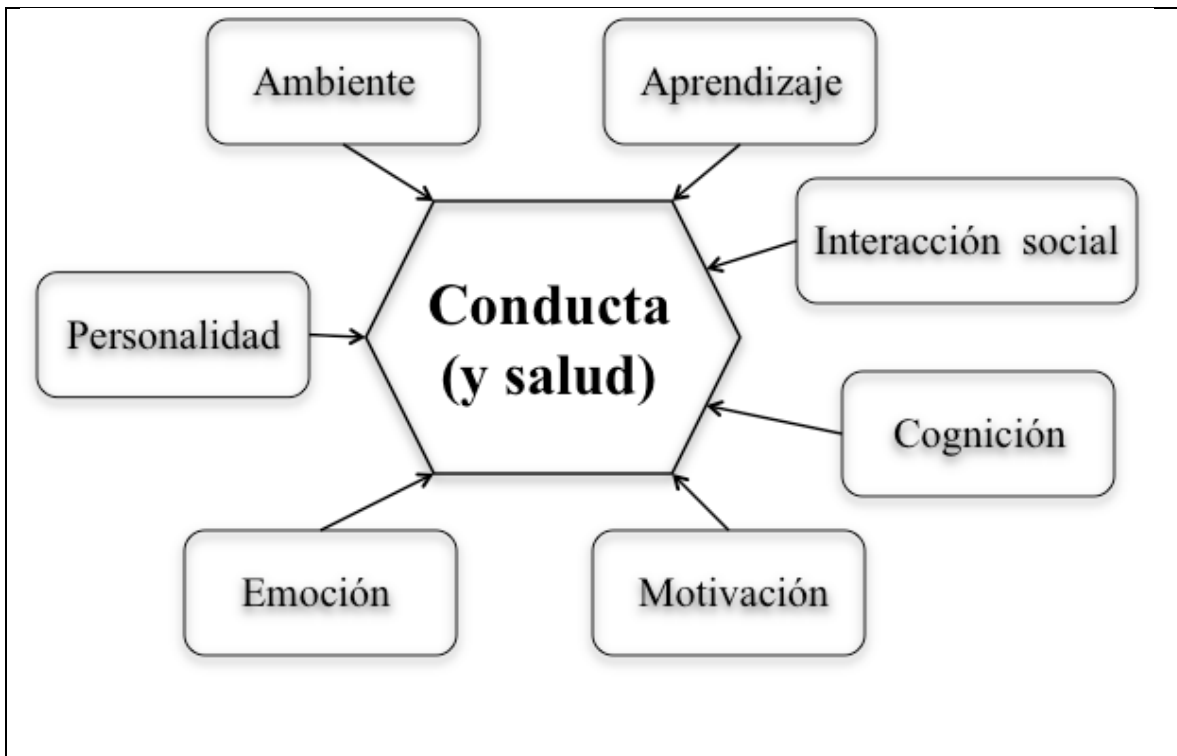 Ambiente
Aprendizaje
Interacción social
Personalidad
Conducta
(y salud)
Cognición
Emoción
Motivación